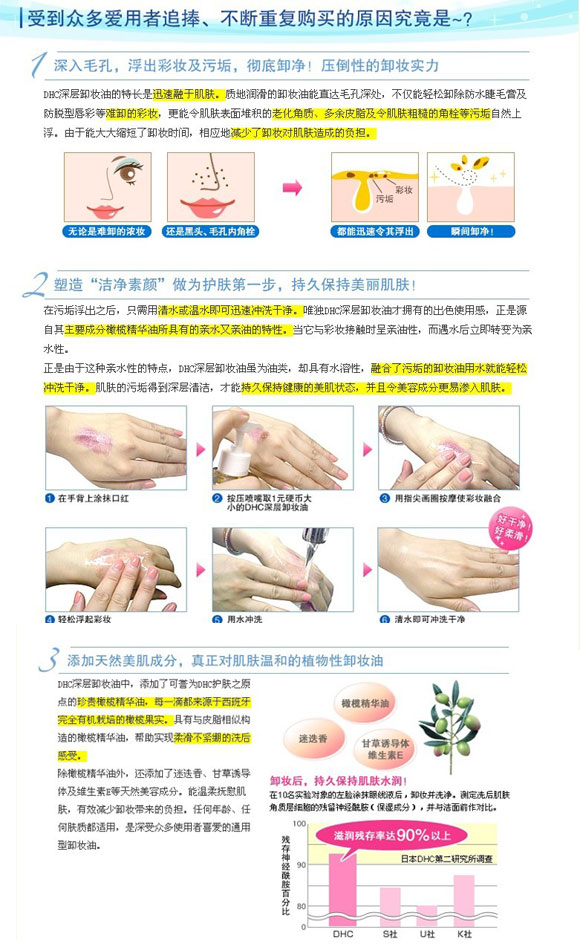 受到众多爱用者追捧、不断重复购买的原因究竟是~?
1 深入毛孔，浮出彩妆及污垢，彻底卸净！压倒性的卸妆实力
DHC深层卸妆油的特长是迅速融于肌肤。质地润滑的卸妆油能直达毛孔深处，不仅能轻松卸除防水睫毛膏及
防脱型唇彩等难卸的彩妆，更能令肌肤表面堆积的老化角质、多余皮脂及令肌肤粗糙的角栓等污垢自然上
浮。由于能大大缩短了卸妆时间，相应地减少了卸妆对肌肤造成的负担。
彩妆
污垢
无论是难卸的浓妆
还是黑头、毛孔内角栓
都能迅速令其浮出
瞬间卸净！
2 塑造“洁净素颜”做为护肤第一步，持久保持美丽肌肤！
在污垢浮出之后，只需用清水或温水即可迅速冲洗干净。唯独DHC深层卸妆油才拥有的出色使用感，正是源
自其主要成分橄榄精华油所具有的亲水又亲油的特性。当它与彩妆接触时呈亲油性，而遇水后立即转变为亲
水性。
正是由于这种亲水性的特点，DHC深层卸妆油虽为油类，却具有水溶性，融合了污垢的卸妆油用水就能轻松
冲洗干净。肌肤的污垢得到深层清洁，才能持久保持健康的美肌状态，并且令美容成分更易渗入肌肤。
1 在手背上涂抹口红
2 按压喷嘴取1元硬币大
小的DHC深层卸妆油
3 用指尖画圈按摩使彩妆融合
好干净！
好柔滑！
4 轻松浮起彩妆
5 用水冲洗
6 清水即可冲洗干净
3 添加天然美肌成分，真正对肌肤温和的植物性卸妆油
DHC深层卸妆油中，添加了可誉为DHC护肤之原
点的珍贵橄榄精华油，每一滴都来源于西班牙
完全有机栽培的橄榄果实。具有与皮脂相似构
造的橄榄精华油，帮助实现柔滑不紧绷的洗后
感受。
除橄榄精华油外，还添加了迷迭香、甘草诱导
体及维生素E等天然美容成分。能温柔抚慰肌
肤，有效减少卸妆带来的负担。任何年龄、任
何肤质都适用，是深受众多使用者喜爱的通用
型卸妆油。
橄榄精华油
迷迭香
甘草诱导体
维生素E
卸妆后，持久保持肌肤水润！
在10名实验对象的左脸涂抹眼线液后，卸妆并洗净。测定洗后肌肤
角质层细胞的残留神经酰胺（保湿成分），并与洁面前作对比。
残存神经酰胺百分比
100
90
80
0
滋润残存率达90%以上
日本DHC第二研究所调查
DHC
S社
U社
K社